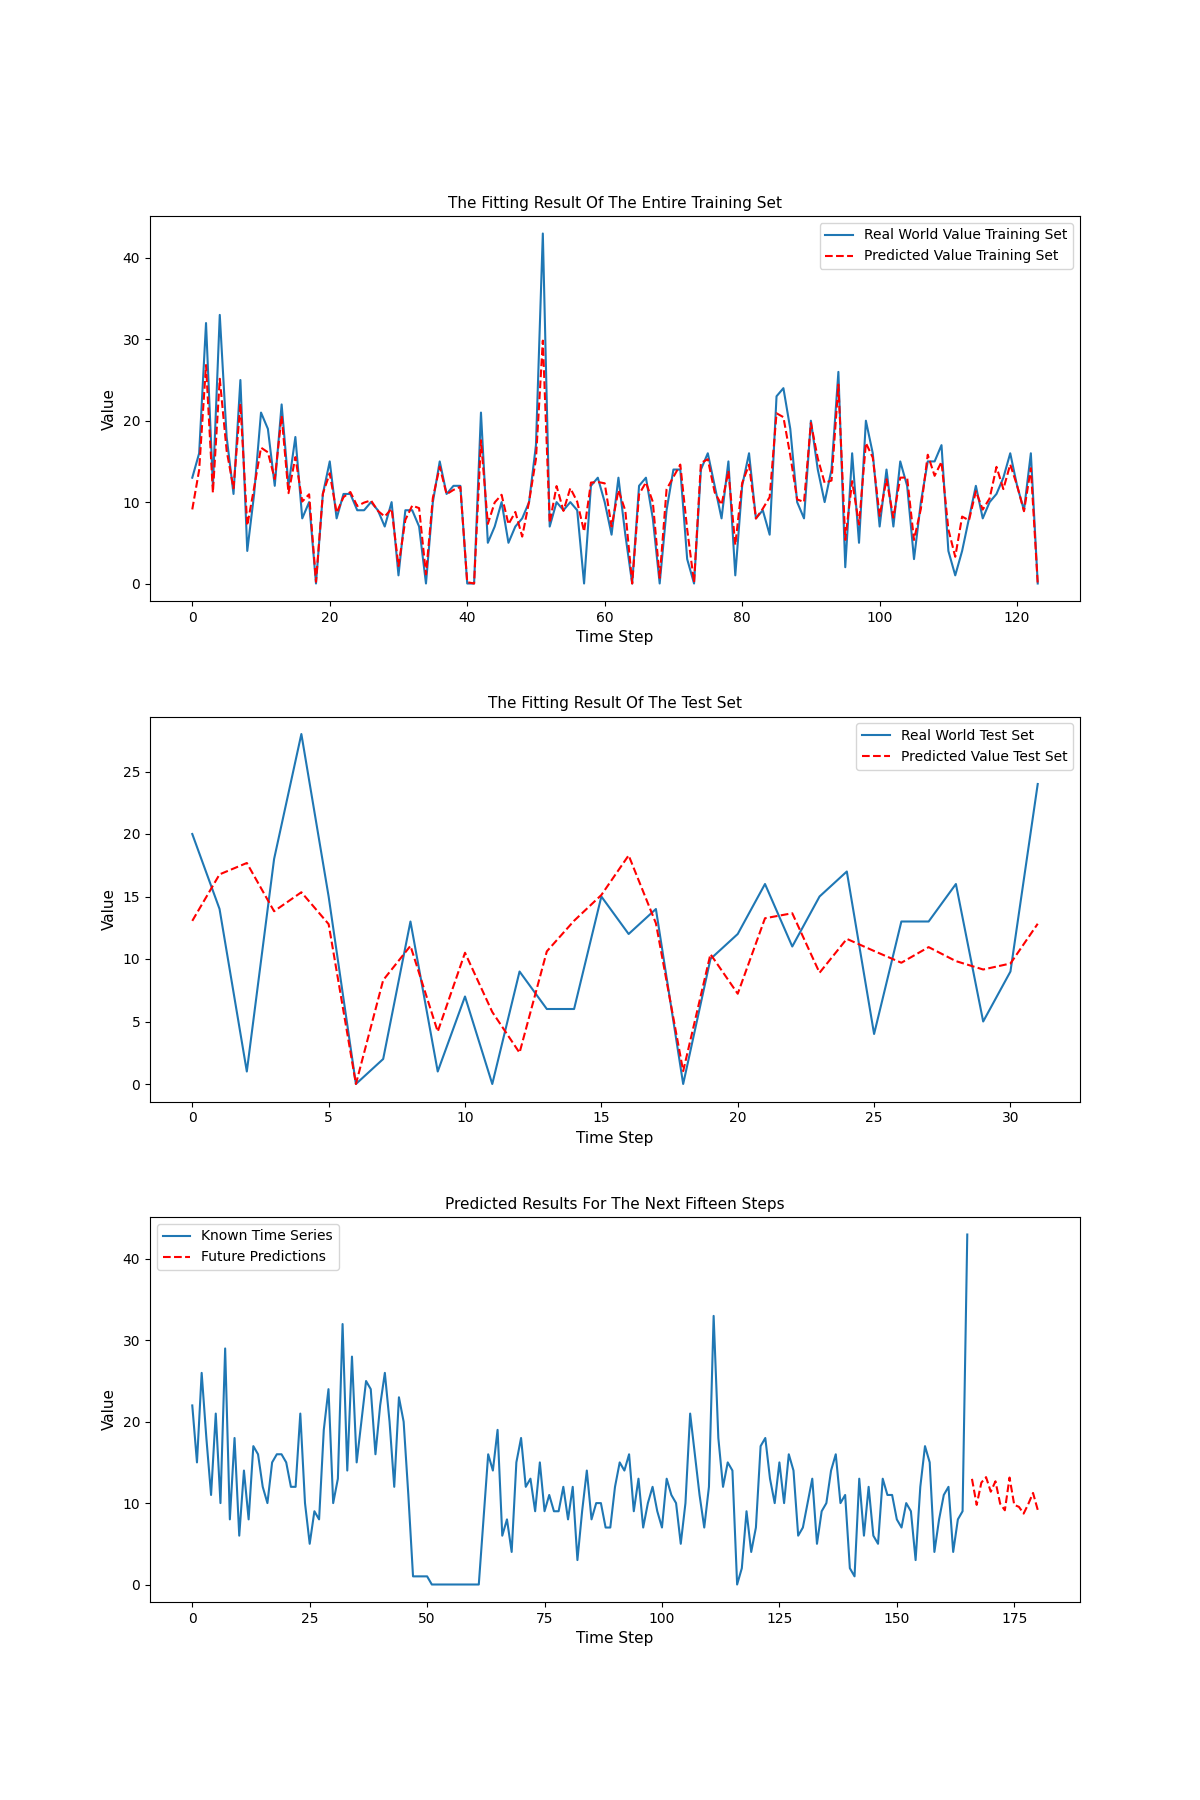 The Fitting Result Of The Entire Training Set
Real World Value Training Set
Predicted Value Training Set
Value
40
30
20
10
0
0 20 40 60 80 100 120
Time Step
The Fitting Result Of The Test Set
Real World Test Set
Predicted Value Test Set
Value
25
20
15
10
5
0
0 5 10 15 20 25 30
Time Step
Predicted Results For The Next Fifteen Steps
Known Time Series
Future Predictions
Value
40
30
20
10
0
0 25 50 75 100 125 150 175
Time Step